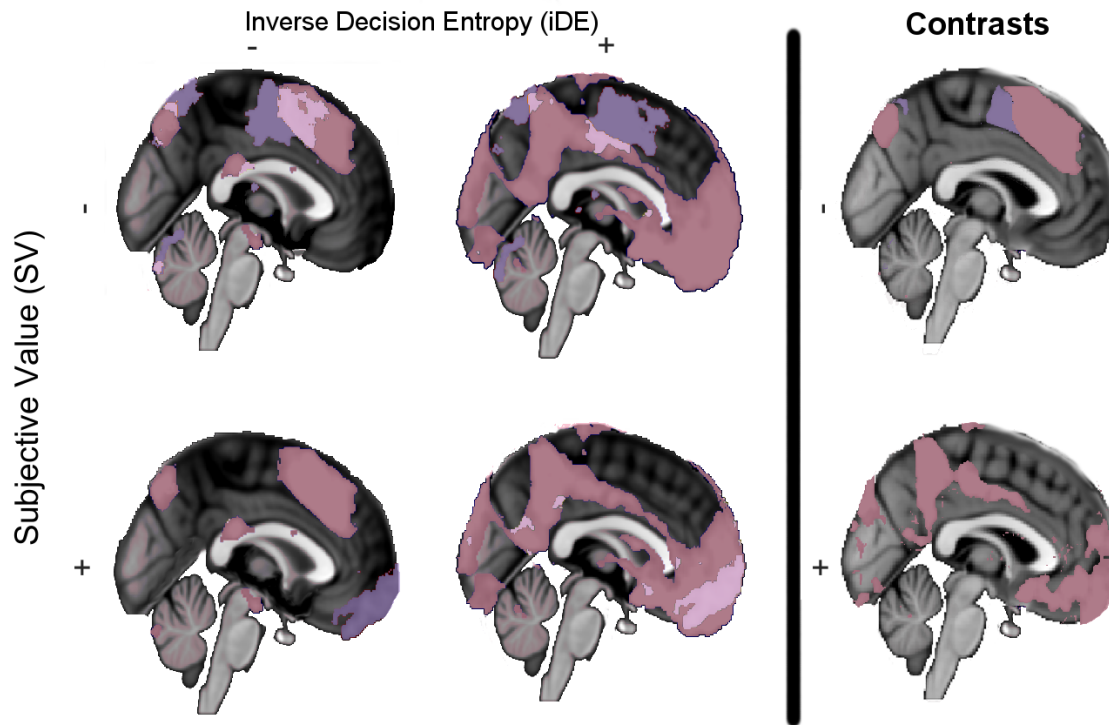 Inverse Decision Entropy (iDE)
Contrasts
- +
Subjective Value (SV)
- -
+ +